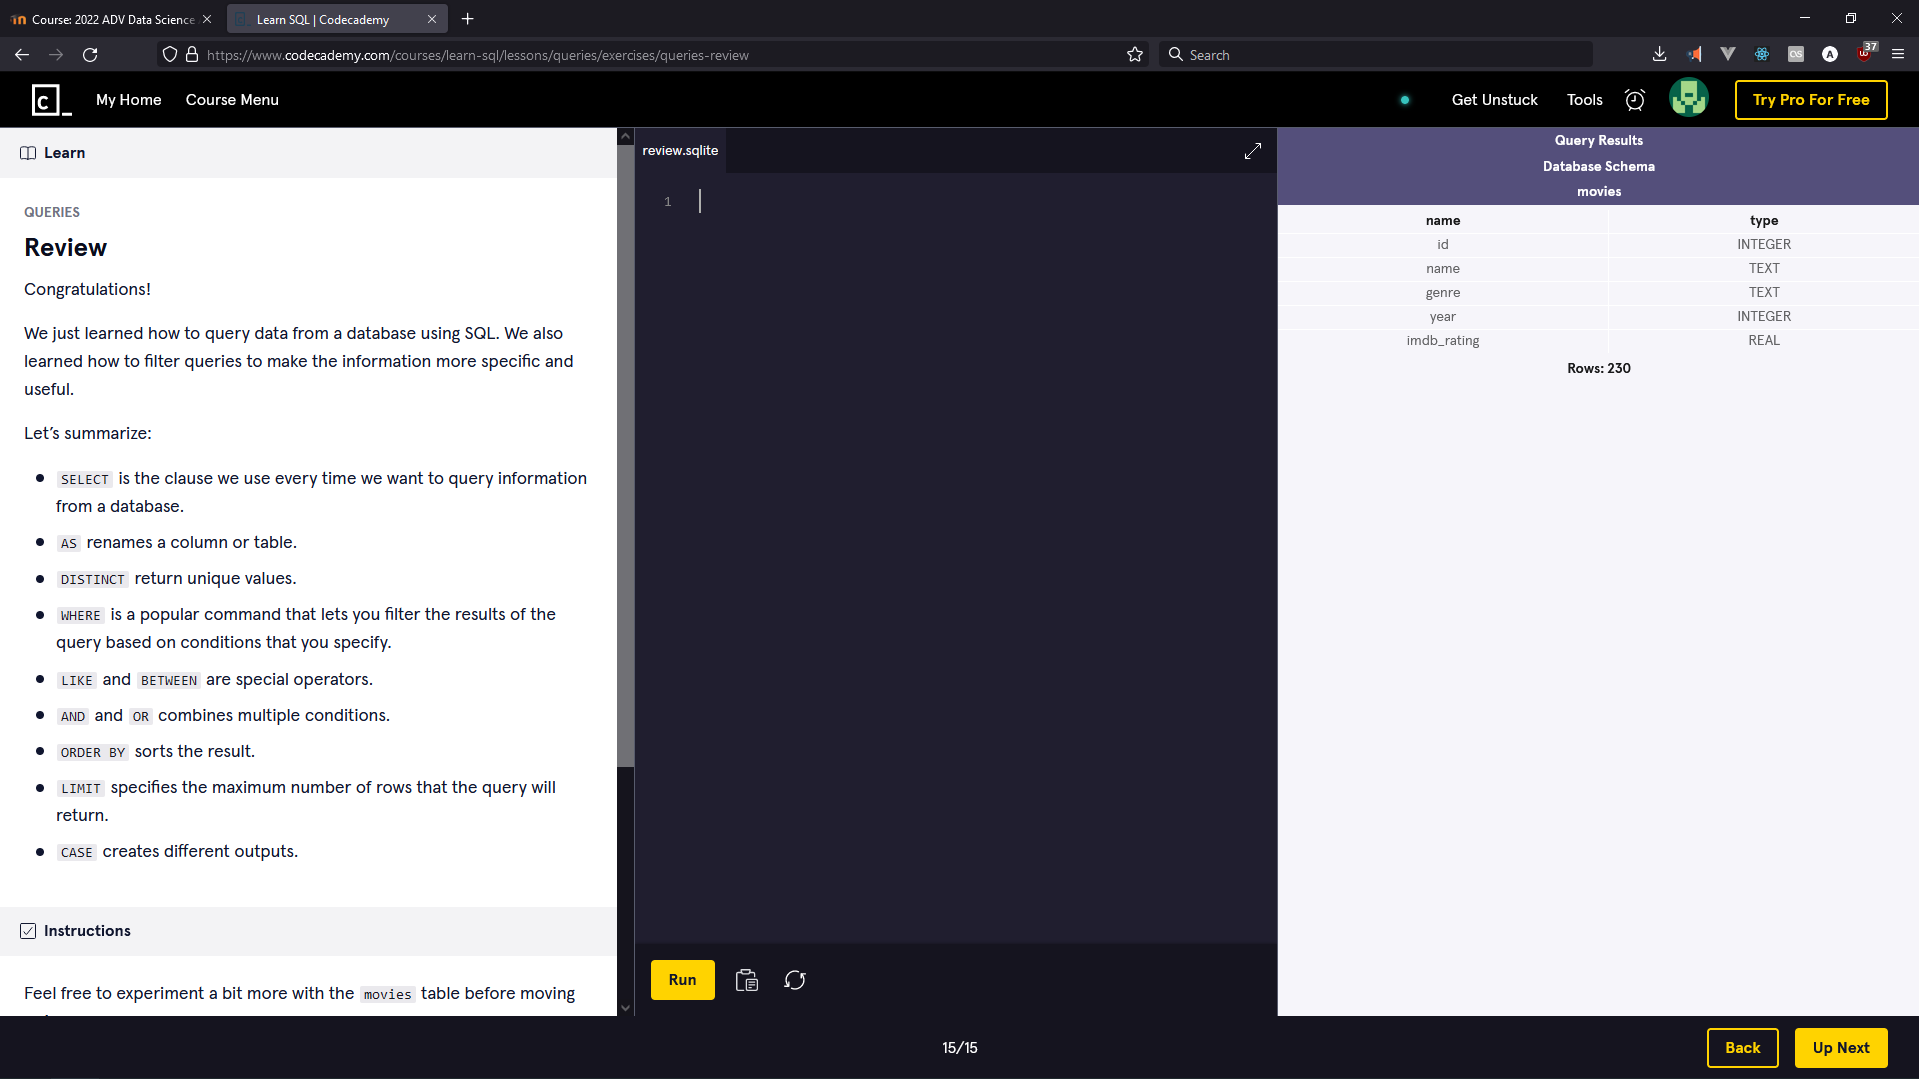 Course: 2022 ADV Data Science
Learn SQL | Codecademy
https://www.codecademy.com/courses/learn-sql/lessons/queries/exercises/queries-review
Search
37
My Home
Course Menu
Get Unstuck
Tools
Try Pro For Free
Learn
QUERIES
Review
Congratulations!
We just learned how to query data from a database using SQL. We also
learned how to filter queries to make the information more specific and
useful.
Let’s summarize:
SELECT is the clause we use every time we want to query information
from a database.
AS renames a column or table.
DISTINCT return unique values.
WHERE is a popular command that lets you filter the results of the
query based on conditions that you specify.
LIKE and BETWEEN are special operators.
AND and OR combines multiple conditions.
ORDER BY sorts the result.
LIMIT specifies the maximum number of rows that the query will
return.
CASE creates different outputs.
Instructions
Feel free to experiment a bit more with the movies table before moving
review.sqlite
1
Run
Query Results
Database Schema
movies
name type
id INTEGER
name TEXT
genre TEXT
year INTEGER
imdb_rating REAL
Rows: 230
15/15
Back
Up Next